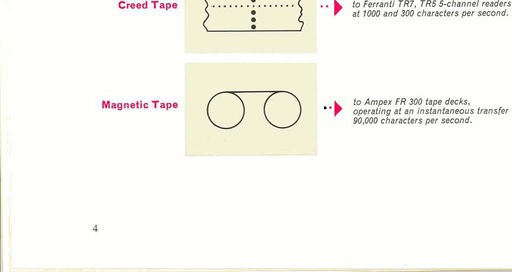 Creed Tape
to Ferranti TR7, TR5 5-channel readers
at 1000 and 300 characters per second.
Magnetic Tape
to Ampex FR 300 tape decks,
operating at an instantaneous transfer
90,000 characters per second.
4